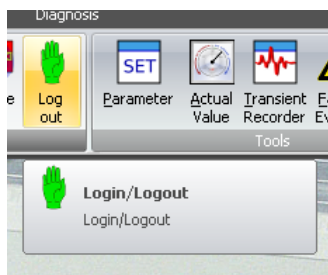 Diagnosis
SET
Log
out
Parameter
Actual
Value
Transient
Recorder
Tools
Login/Logout
Login/Logout